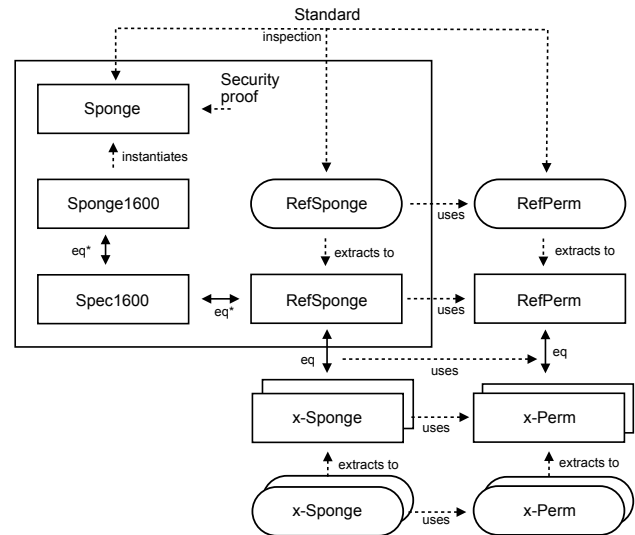 Standard
inspection
Security
proof
Sponge
instantiates
Sponge1600
RefSponge
uses
RefPerm
eq*
extracts to
extracts to
Spec1600
eq*
RefSponge
uses
RefPerm
eq
uses
eq
x-Sponge
uses
x-Perm
extracts to
extracts to
x-Sponge
uses
x-Perm